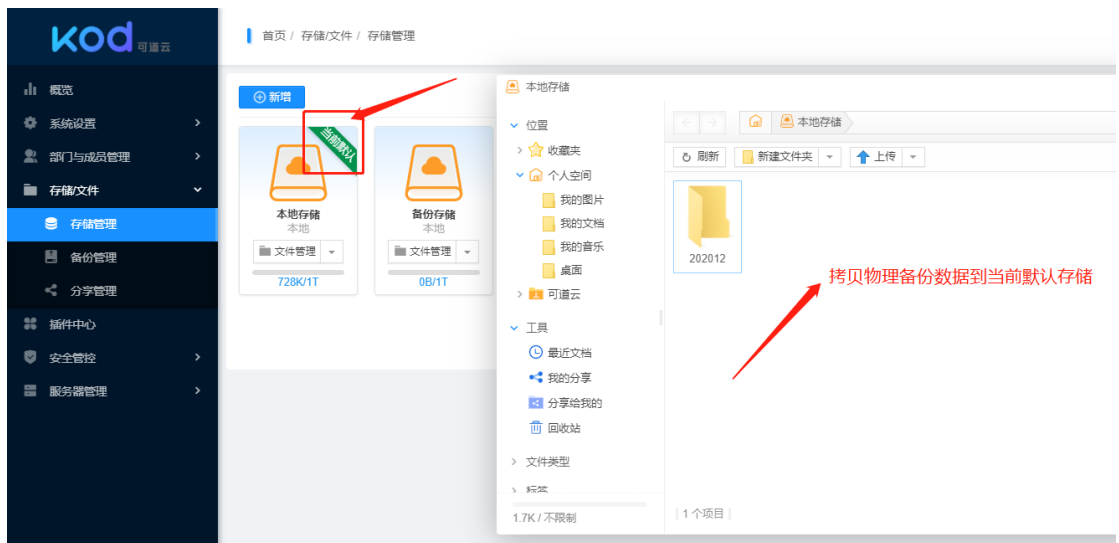 kod 可道云
首页 / 存储/文件 / 存储管理
概览
系统设置
部门与成员管理
存储/文件
存储管理
备份管理
分享管理
插件中心
安全管控
服务器管理
新增
当前默认
本地存储
本地
文件管理
728K/1T
备份存储
本地
文件管理
0B/1T
本地存储
位置
收藏夹
个人空间
我的图片
我的文档
我的音乐
桌面
可道云
工具
最近文档
我的分享
分享给我的
回收站
文件类型
标签
1.7K / 不限制
本地存储
刷新 新建文件夹 上传
202012
拷贝物理备份数据到当前默认存储
1 个项目